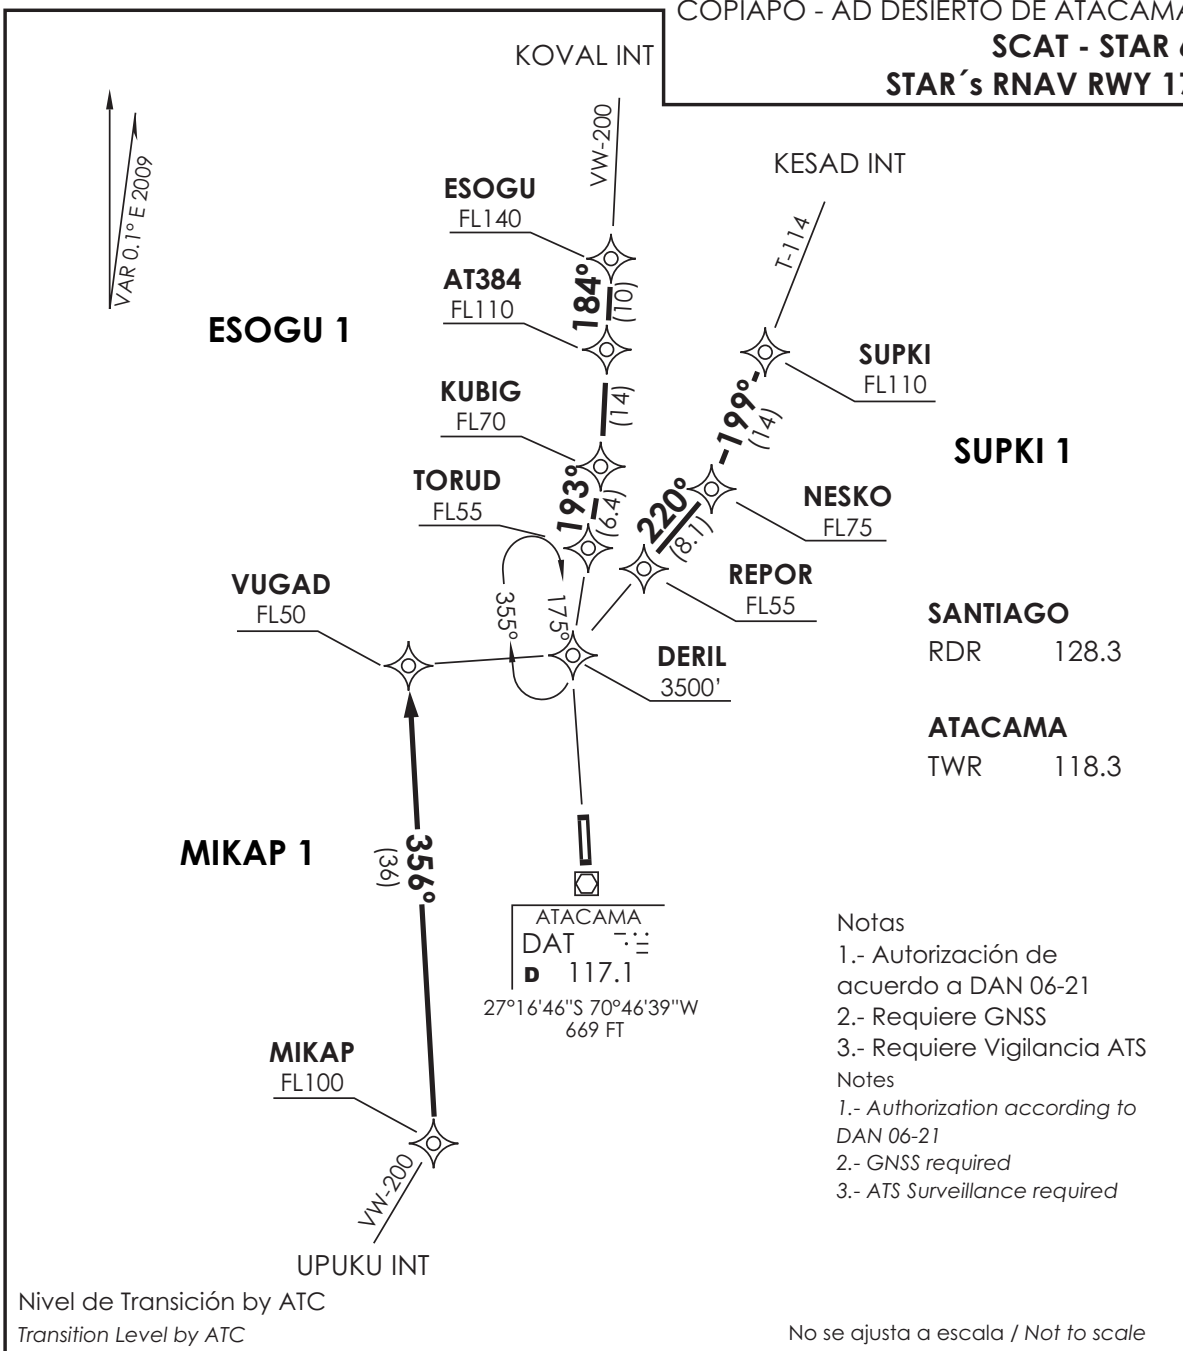 COPIAPO - AD DESIERTO DE ATACAMA
SCAT - STAR
STAR´s RNAV RWY 17
KOVAL INT
VW-200
KESAD INT
T-114
VAR 0.1° E 2009
ESOGU
FL140
184°
(10)
AT384
FL110
ESOGU 1
(14)
SUPKI
FL110
199°
(14)
KUBIG
FL70
SUPKI 1
193°
(6.4)
TORUD
FL55
220°
(8.1)
NESKO
FL75
VUGAD
FL50
355°
175°
REPOR
FL55
SANTIAGO
RDR 128.3
DERIL
3500’
ATACAMA
TWR 118.3
MIKAP 1
356°
(36)
ATACAMA
DAT
D 117.1
27°16'46"S 70°46'39"W
669 FT
Notas
1.- Autorización de
acuerdo a DAN 06-21
2.- Requiere GNSS
3.- Requiere Vigilancia ATS
Notes
1.- Authorization according to
DAN 06-21
2.- GNSS required
3.- ATS Surveillance required
MIKAP
FL100
VW-200
UPUKU INT
Nivel de Transición by ATC
Transition Level by ATC
No se ajusta a escala / Not to scale